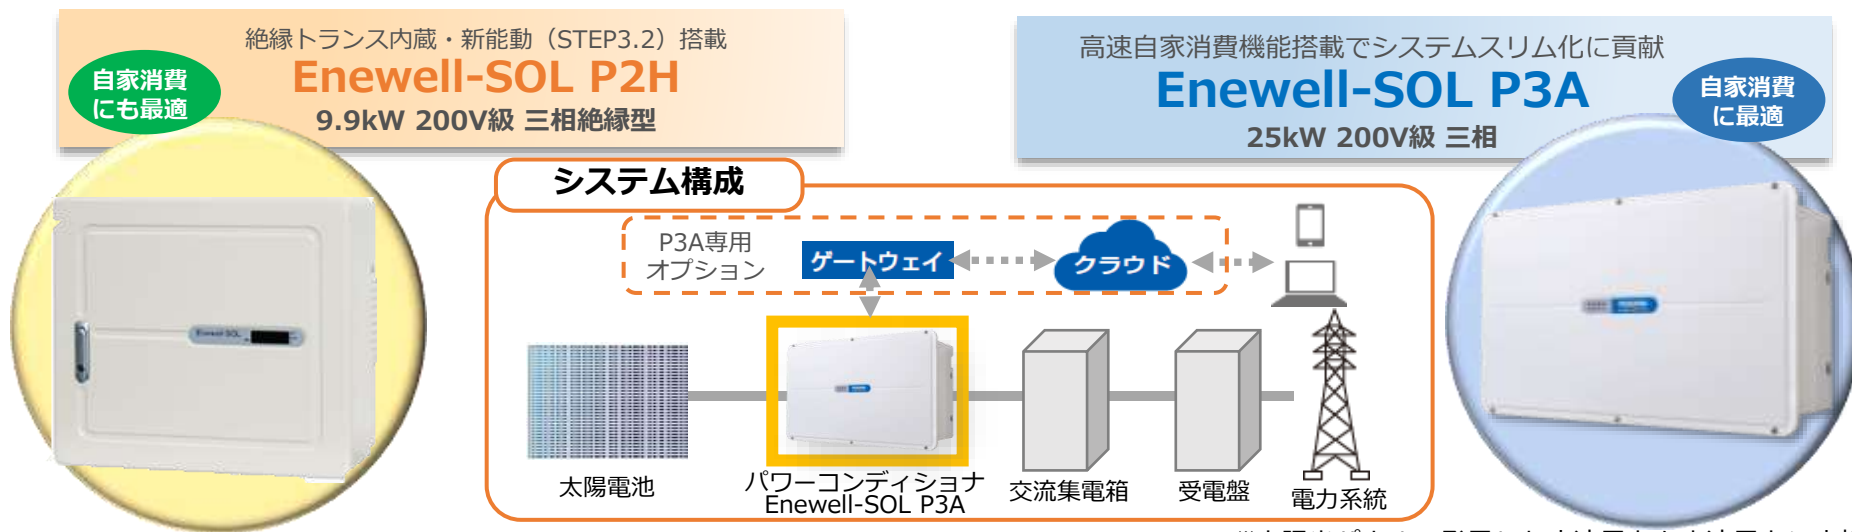 絶縁トランス内蔵・新能動（STEP3.2）搭載
Enewell-SOL P2H
9.9kW 200V級 三相絶縁型
自家消費
にも最適
高速自家消費機能搭載でシステムスリム化に貢献
Enewell-SOL P3A
25kW 200V級 三相
自家消費
に最適
システム構成
P3A専用
オプション
ゲートウェイ
クラウド
Enewell-SOL
太陽電池
パワーコンディショナ
Enewell-SOL P3A
交流集電箱
受電盤
電力系統